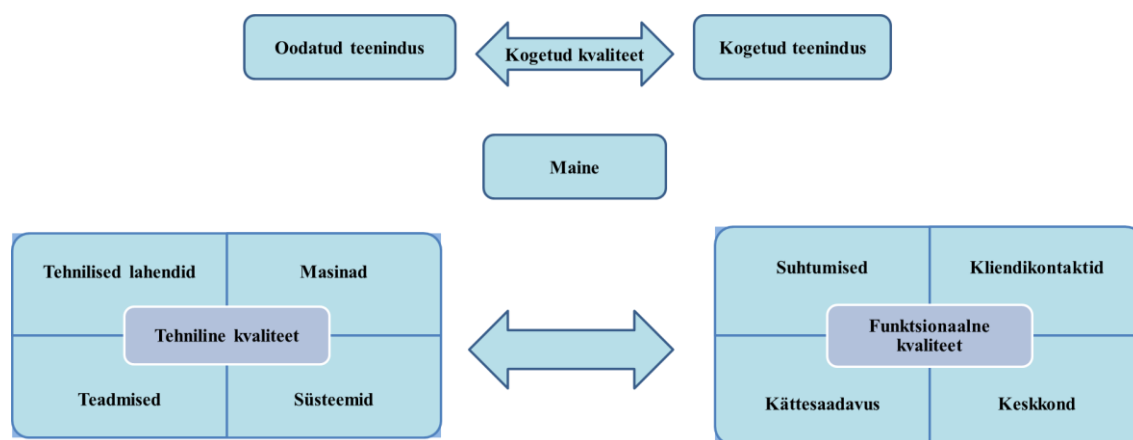 Oodatud teenindus
Kogetud kvaliteet
Kogetud teenindus
Maine
Tehnilised lahendid
Masinad
Tehniline kvaliteet
Teadmised
Süsteemid
Suhtumised
Kliendikontaktid
Funktsionaalne
kvaliteet
Kättesaadavus
Keskkond